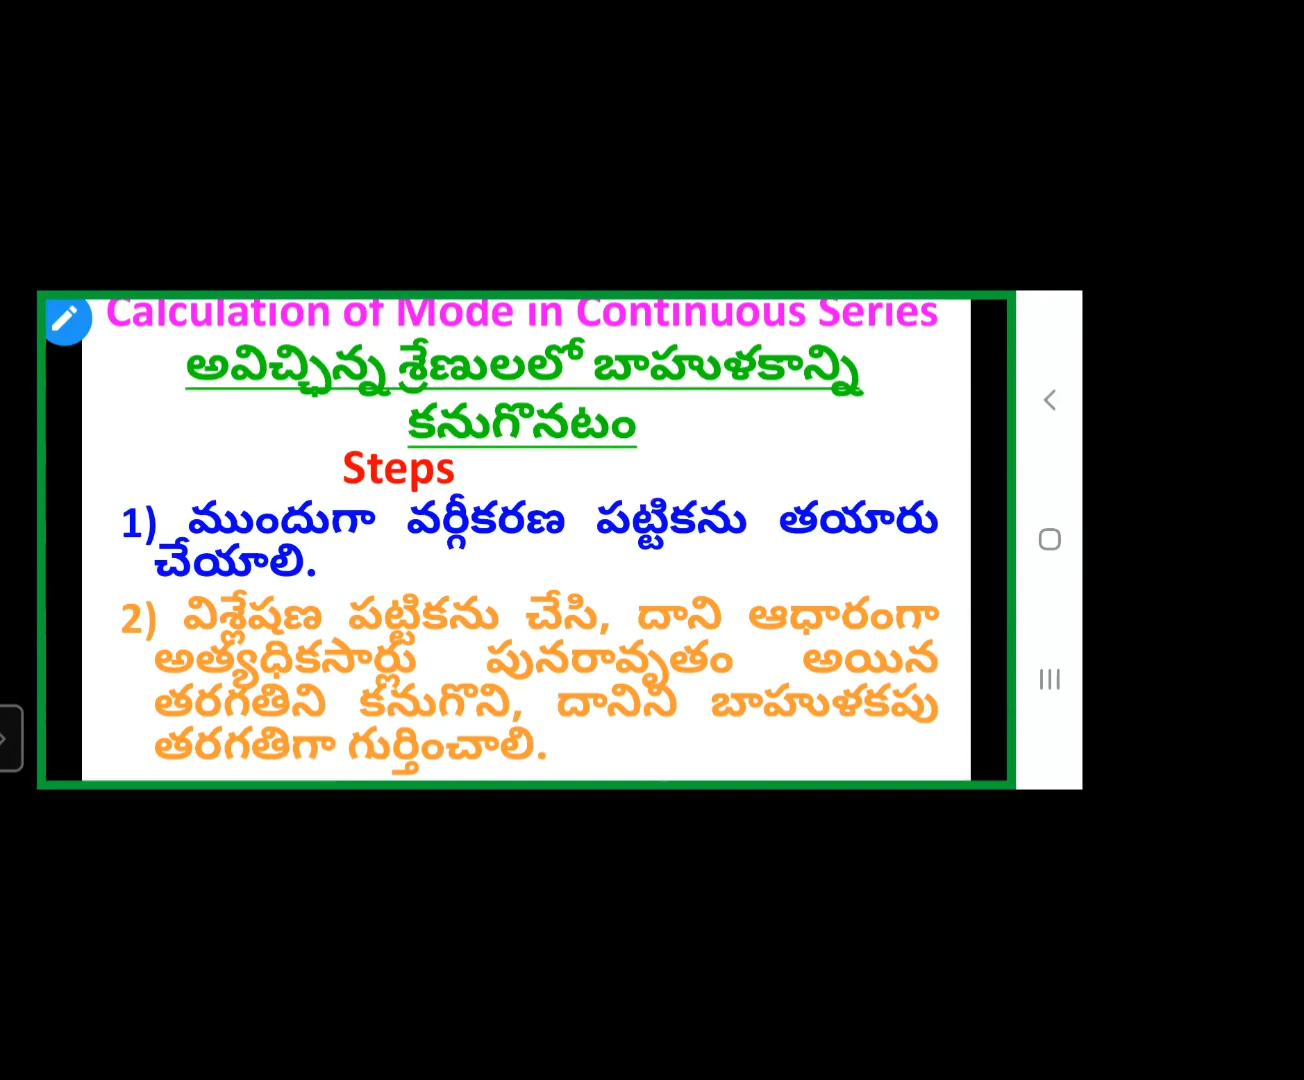 Calculation of Mode in Continuous Series
అవిచ్ఛిన్న శ్రేణులలో బాహుళకాన్ని
కనుగొనటం
Steps
1) ముందుగా వర్గీకరణ పట్టికను తయారు
చేయాలి.
2) విశ్లేషణ పట్టికను చేసి, దాని ఆధారంగా
అత్యధికసార్లు పునరావృతం అయిన
తరగతిని కనుగొని, దానిని బాహుళకపు
తరగతిగా గుర్తించాలి.